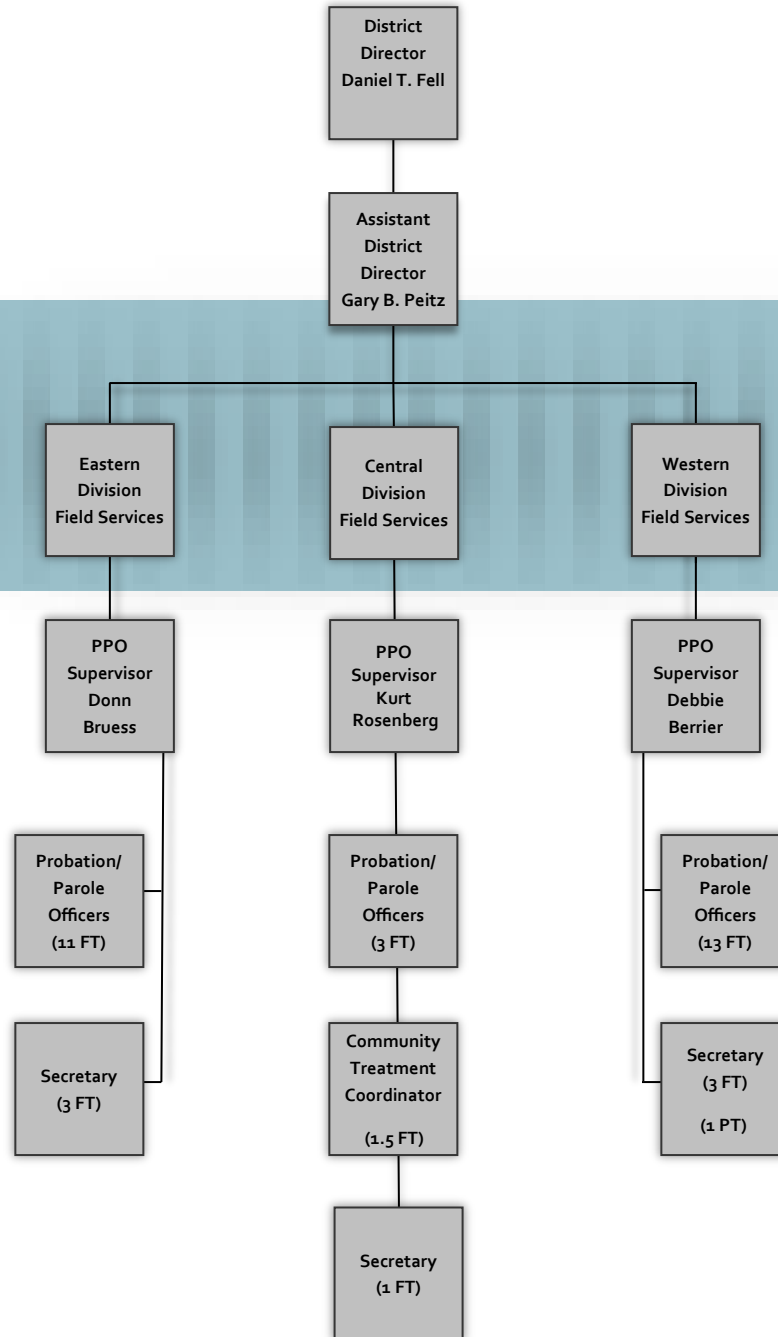 District
Director
Daniel T. Fell
Assistant
District
Director
Gary B. Peitz
Eastern
Division
Field Services
Central
Division
Field Services
Western
Division
Field Services
PPO
Supervisor
Donn
Bruess
PPO
Supervisor
Kurt
Rosenberg
PPO
Supervisor
Debbie
Berrier
Probation/
Parole
Officers
(11 FT)
Probation/
Parole
Officers
(3 FT)
Probation/
Parole
Officers
(13 FT)
Secretary
(3 FT)
Community
Treatment
Coordinator
(1.5 FT)
Secretary
(3 FT)
(1 PT)
Secretary
(1 FT)